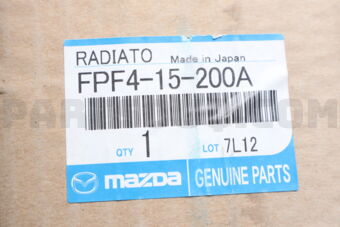 RADIATO Made in Japan
FPF4-15-200A
QTY 1 LOT 7L12
mazda GENUINE PARTS